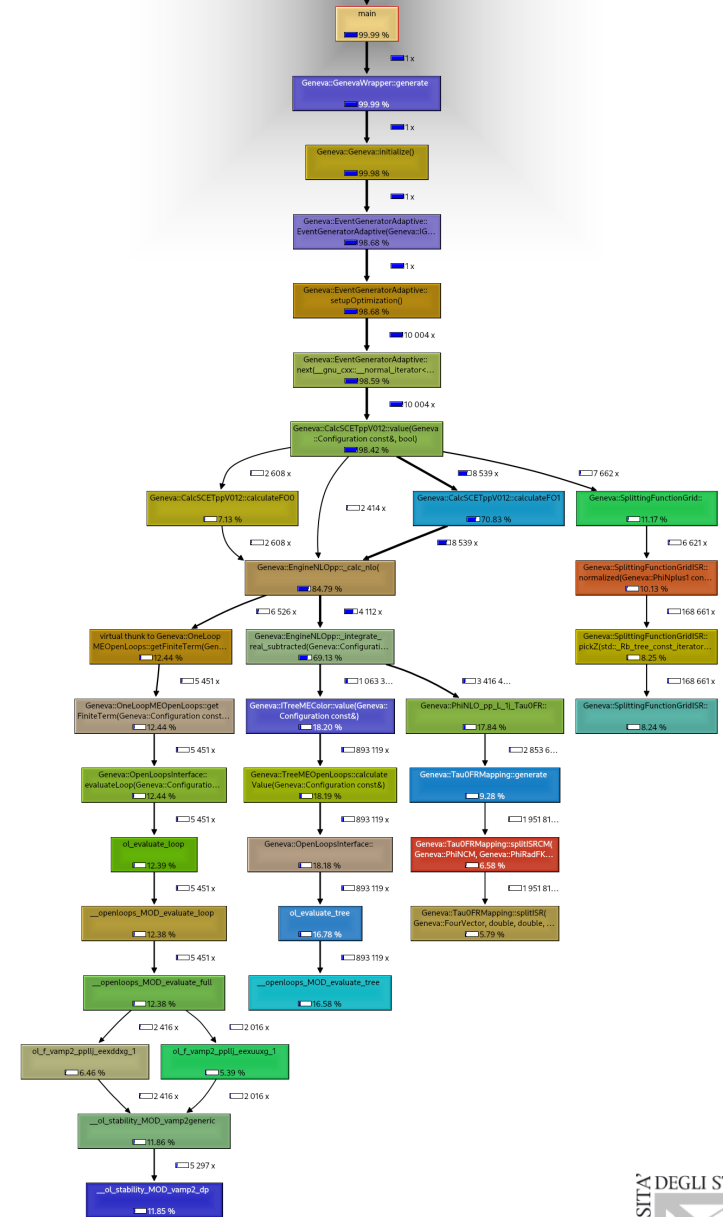 main
99.99 %
1 x
Geneva::GenevaWrapper::generate
99.99 %
1 x
Geneva::Geneva::initialize()
99.98 %
1 x
Geneva::EventGeneratorAdaptive::
EventGeneratorAdaptive(Geneva::IG...
98.68 %
1 x
Geneva::EventGeneratorAdaptive::
setupOptimization()
98.68 %
10 004 x
Geneva::EventGeneratorAdaptive::
next(__gnu_cxx::__normal_iterator<...
98.59 %
10 004 x
Geneva::CalcSCETppV012::value(Geneva
::Configuration const&, bool)
98.42 %
2 608 x
8 539 x
7 662 x
Geneva::CalcSCETppV012::calculateFO0
7.13 %
2 414 x
Geneva::CalcSCETppV012::calculateFO1
70.83 %
Geneva::SplittingFunctionGrid::
11.17 %
2 608 x
8 539 x
6 621 x
Geneva::EngineNLOpp::_calc_nlo(
84.79 %
Geneva::SplittingFunctionGridISR::
normalized(Geneva::PhiNplus1 con...
10.13 %
6 526 x
4 112 x
168 661 x
virtual thunk to Geneva::OneLoop
MEOpenLoops::getFiniteTerm(Gen...
12.44 %
Geneva::EngineNLOpp::_integrate_
real_subtracted(Geneva::Configurati...
69.13 %
Geneva::SplittingFunctionGridISR::
pickZ(std::_Rb_tree_const_iterator...
8.25 %
5 451 x
1 063 3...
3 416 4...
168 661 x
Geneva::OneLoopMEOpenLoops::get
FiniteTerm(Geneva::Configuration const...
12.44 %
Geneva::ITreeMEColor::value(Geneva::
Configuration const&)
18.20 %
Geneva::PhiNLO_pp_L_1j_Tau0FR::
17.84 %
Geneva::SplittingFunctionGridISR::
8.24 %
5 451 x
893 119 x
2 853 6...
Geneva::OpenLoopsInterface::
evaluateLoop(Geneva::Configuratio...
12.44 %
Geneva::TreeMEOpenLoops::calculate
Value(Geneva::Configuration const&)
18.19 %
Geneva::Tau0FRMapping::generate
9.28 %
5 451 x
893 119 x
1 951 81...
ol_evaluate_loop
12.39 %
Geneva::OpenLoopsInterface::
18.18 %
Geneva::Tau0FRMapping::splitISRCM(
Geneva::PhiNCM, Geneva::PhiRadFK...
6.58 %
5 451 x
893 119 x
1 951 81...
__openloops_MOD_evaluate_loop
12.38 %
ol_evaluate_tree
16.78 %
Geneva::Tau0FRMapping::splitISR(
Geneva::FourVector, double, double, ...
5.79 %
5 451 x
893 119 x
__openloops_MOD_evaluate_full
12.38 %
__openloops_MOD_evaluate_tree
16.58 %
2 416 x
2 016 x
ol_f_vamp2_ppllj_eexddxg_1
6.46 %
ol_f_vamp2_ppllj_eexuuxg_1
5.39 %
2 416 x
2 016 x
__ol_stability_MOD_vamp2generic
11.86 %
5 297 x
__ol_stability_MOD_vamp2_dp
11.85 %
DEGLI S